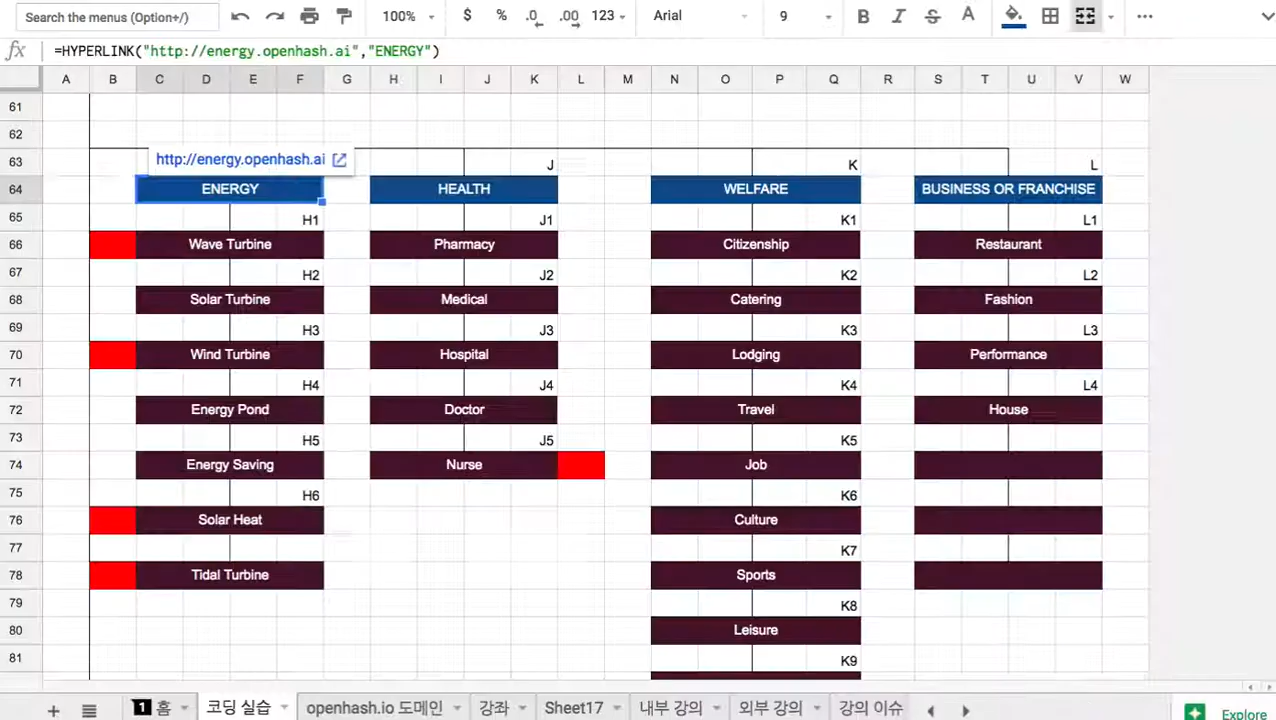 Search the menus (Option+/)
100%
$ % .0 .00 123
Arial
9
B I S A
fx =HYPERLINK("http://energy.openhash.ai","ENERGY")
A B C D E F G H I J K L M N O P Q R S T U V W
61
62
http://energy.openhash.ai
63 J K L
64 ENERGY HEALTH WELFARE BUSINESS OR FRANCHISE
65 H1 J1 K1 L1
66 Wave Turbine Pharmacy Citizenship Restaurant
67 H2 J2 K2 L2
68 Solar Turbine Medical Catering Fashion
69 H3 J3 K3 L3
70 Wind Turbine Hospital Lodging Performance
71 H4 J4 K4 L4
72 Energy Pond Doctor Travel House
73 H5 J5 K5
74 Energy Saving Nurse Job
75 H6 K6
76 Solar Heat Culture
77 K7
78 Tidal Turbine Sports
79 K8
80 Leisure
81 K9
1 홈 코딩 실습 openhash.io 도메인 강좌 Sheet17 내부 강의 외부 강의 강의 이슈
Explore